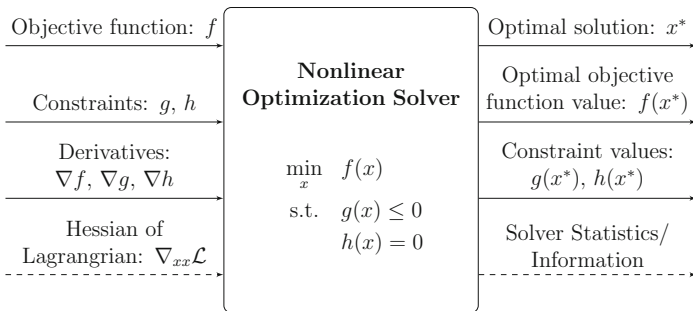 Objective function: f
Constraints: g, h
Derivatives:
∇f, ∇g, ∇h
Hessian of
Lagrangrian: ∇ₓₓℒ
Nonlinear
Optimization Solver
min f(x)
x
s.t. g(x) ≤ 0
h(x) = 0
Optimal solution: x*
Optimal objective
function value: f(x*)
Constraint values:
g(x*), h(x*)
Solver Statistics/
Information